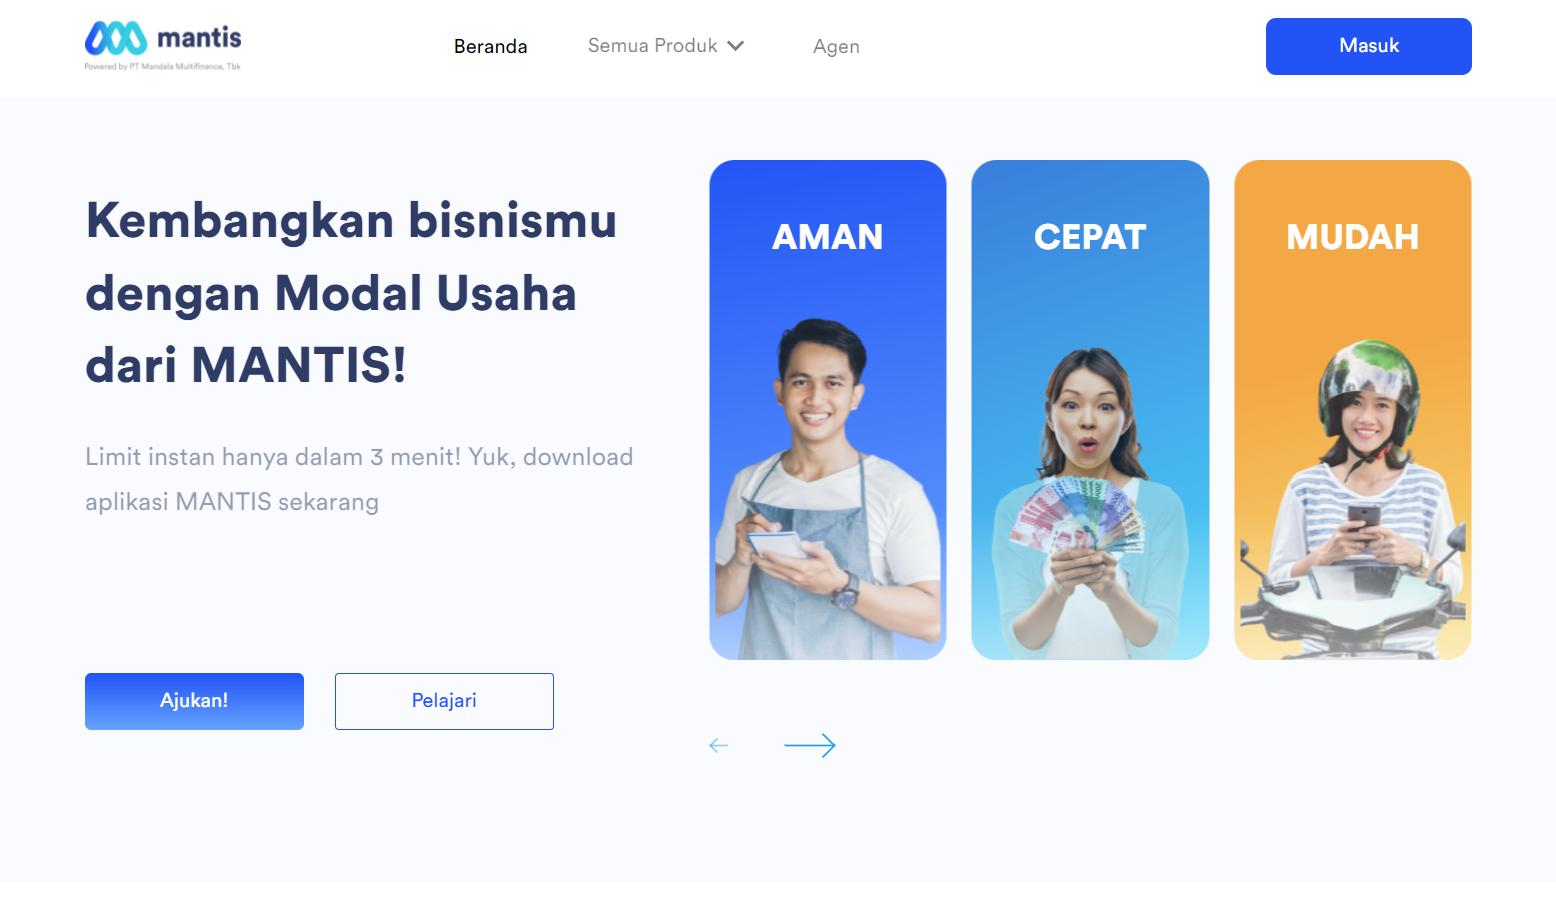 mantis
Powered by PT Mandala Multifinance, Tbk
Beranda
Semua Produk
Agen
Masuk
Kembangkan bisnismu
dengan Modal Usaha
dari MANTIS!
Limit instan hanya dalam 3 menit! Yuk, download
aplikasi MANTIS sekarang
Ajukan!
Pelajari
AMAN
CEPAT
MUDAH